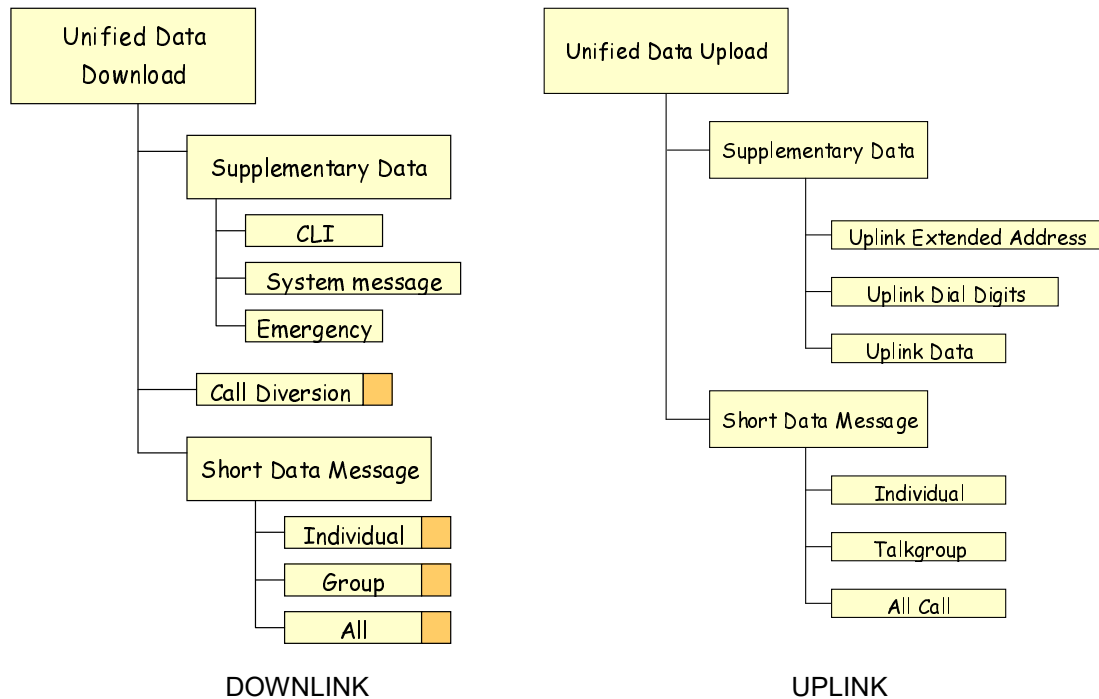 Unified Data
Download
Supplementary Data
CLI
System message
Emergency
Call Diversion
Short Data Message
Individual
Group
All
DOWNLINK
Unified Data Upload
Supplementary Data
Uplink Extended Address
Uplink Dial Digits
Uplink Data
Short Data Message
Individual
Talkgroup
All Call
UPLINK